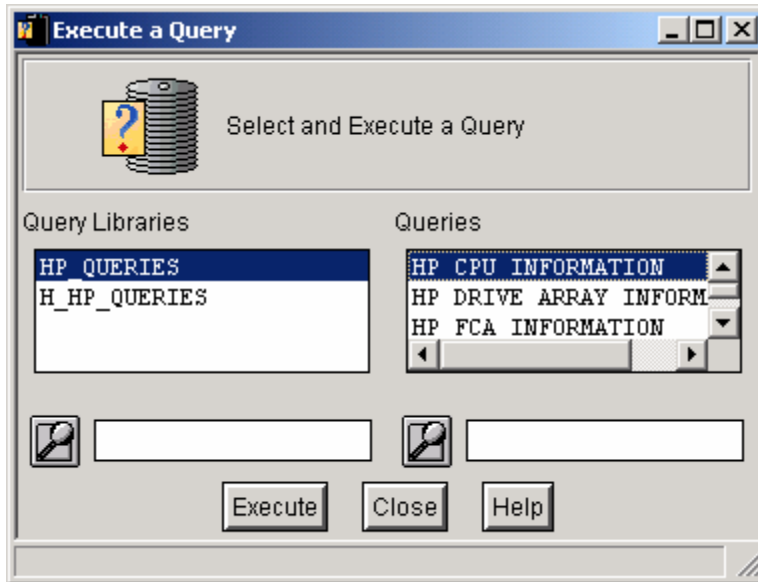 Execute a Query
Select and Execute a Query
Query Libraries
HP_QUERIES
H_HP_QUERIES
Queries
HP CPU INFORMATION
HP DRIVE ARRAY INFORM
HP FCA INFORMATION
Execute
Close
Help